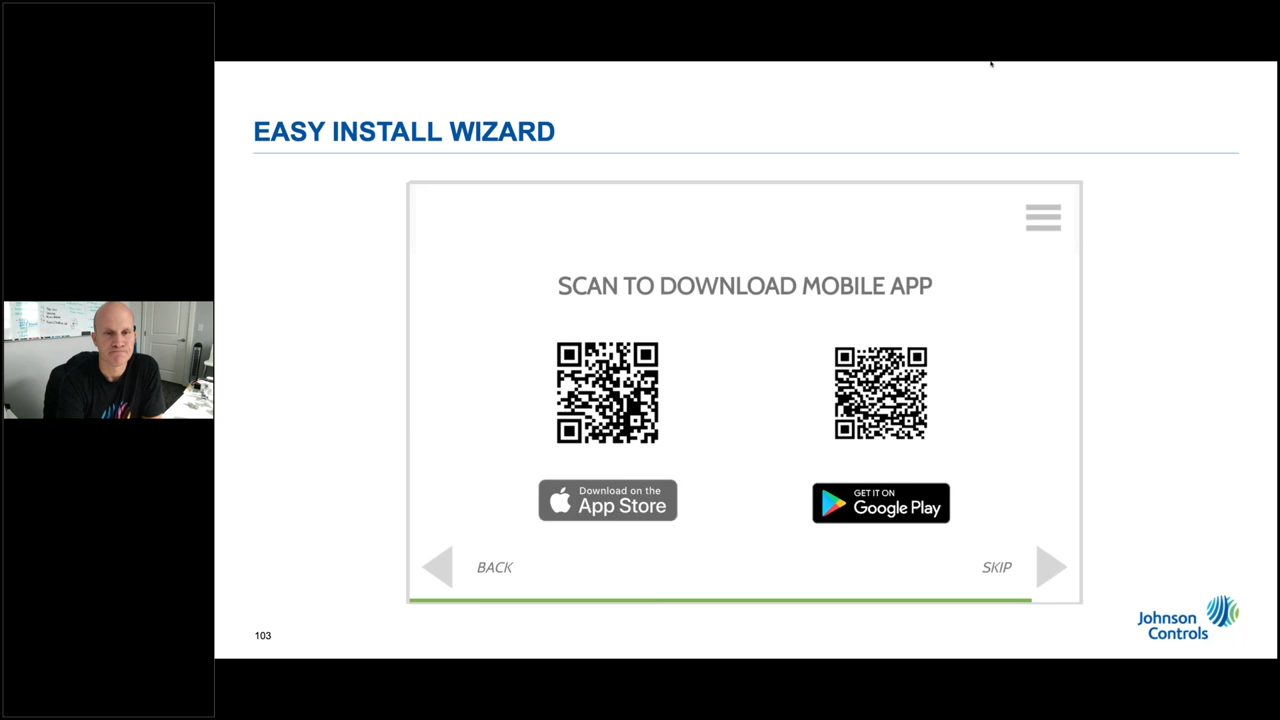 EASY INSTALL WIZARD
SCAN TO DOWNLOAD MOBILE APP
Download on the
App Store
GET IT ON
Google Play
BACK
SKIP
103
Johnson
Controls